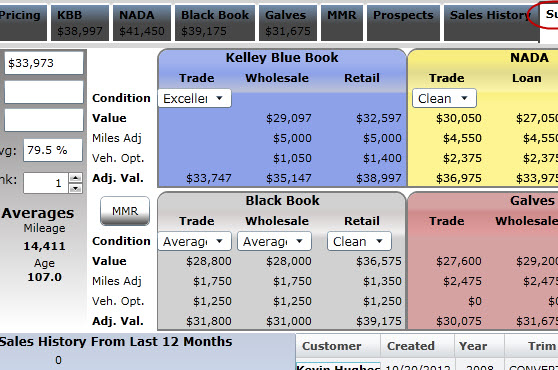 Pricing KBB NADA Black Book Galves MMR Prospects Sales History Su
$38,997 $41,450 $39,175 $31,675
$33,973
vg: 79.5 %
nk: 1
Averages
Mileage
14,411
Age
107.0
MMR
Kelley Blue Book
Trade Wholesale Retail
Condition Excellen
Value $29,097 $32,597
Miles Adj $5,000 $5,000
Veh. Opt. $1,050 $1,400
Adj. Val. $33,747 $35,147 $38,997
NADA
Trade Loan
Clean
$30,050 $27,050
$4,550 $4,550
$2,375 $2,375
$36,975 $33,975
Black Book
Trade Wholesale Retail
Condition Average Average Clean
Value $28,800 $28,000 $36,575
Miles Adj $1,750 $1,750 $1,350
Veh. Opt. $1,250 $1,250 $1,250
Adj. Val. $31,800 $31,000 $39,175
Galves
Trade Wholesale
$27,600 $29,200
$2,475 $2,475
$0 $0
$30,075 $31,675
Sales History From Last 12 Months
0
Customer Created Year Trim
Kevin Hughes 10/20/2012 2008 CONVERT